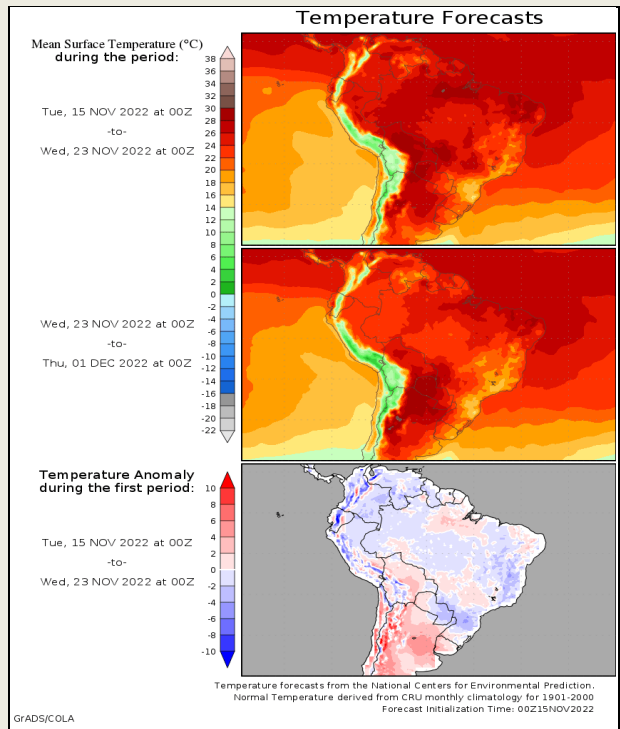 Temperature Forecasts
Mean Surface Temperature (°C)
during the period:
Tue, 15 NOV 2022 at 00Z
-to-
Wed, 23 NOV 2022 at 00Z
38
36
34
32
30
28
26
24
22
20
18
16
14
12
10
8
6
4
2
0
-2
-4
-6
-8
-10
-12
-14
-16
-18
-20
-22
Wed, 23 NOV 2022 at 00Z
-to-
Thu, 01 DEC 2022 at 00Z
Temperature Anomaly
during the first period:
Tue, 15 NOV 2022 at 00Z
-to-
Wed, 23 NOV 2022 at 00Z
10
8
6
4
2
0
-2
-4
-6
-8
-10
Temperature forecasts from the National Centers for Environmental Prediction.
Normal Temperature derived from CRU monthly climatology for 1901-2000
Forecast Initialization Time: 00Z15NOV2022
GrADS/COLA